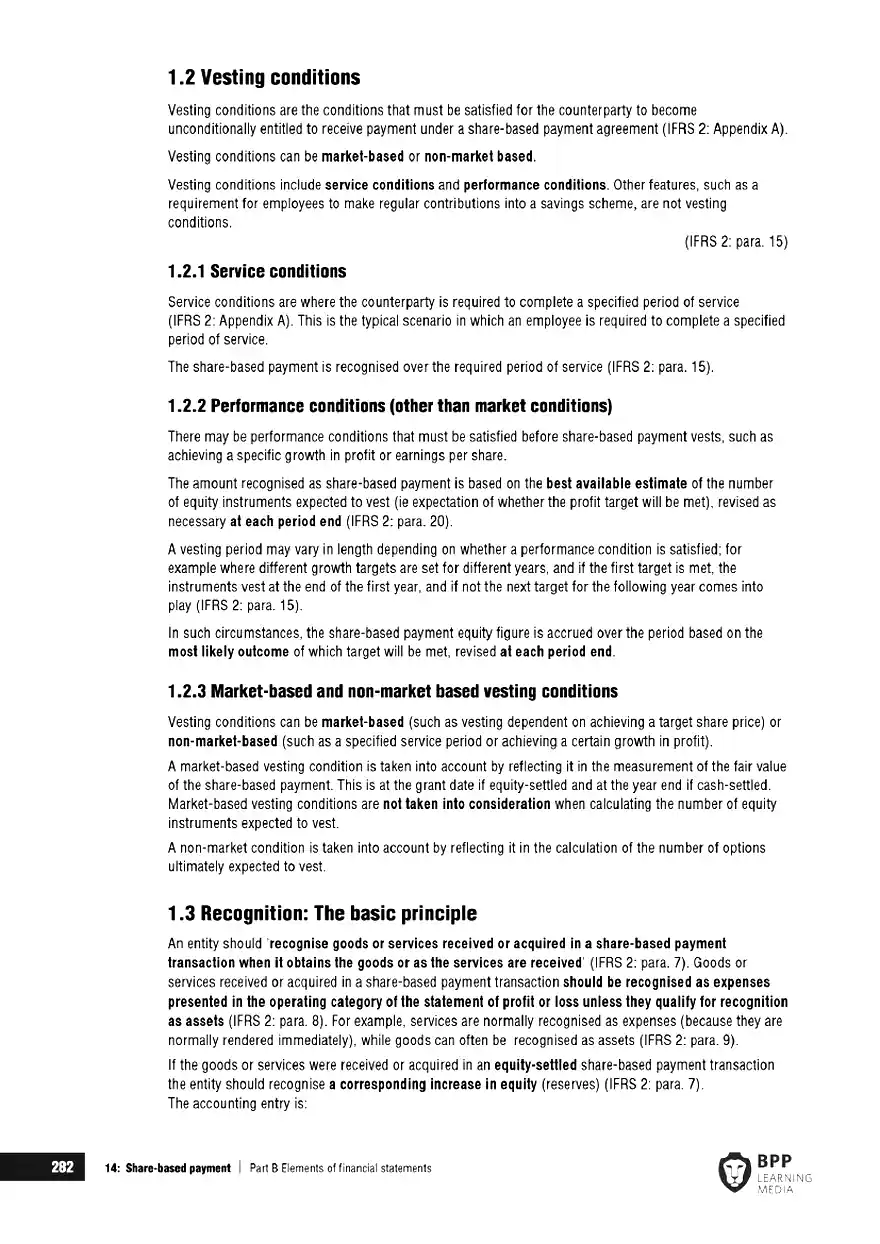 1.2 Vesting conditions
Vesting conditions are the conditions that must be satisfied for the counterparty to become
unconditionally entitled to receive payment under a share-based payment agreement (IFRS 2: Appendix A).
Vesting conditions can be market-based or non-market based.
Vesting conditions include service conditions and performance conditions. Other features, such as a
requirement for employees to make regular contributions into a savings scheme, are not vesting
conditions.
(IFRS 2: para. 15)
1.2.1 Service conditions
Service conditions are where the counterparty is required to complete a specified period of service
(IFRS 2: Appendix A). This is the typical scenario in which an employee is required to complete a specified
period of service.
The share-based payment is recognised over the required period of service (IFRS 2: para. 15).
1.2.2 Performance conditions (other than market conditions)
There may be performance conditions that must be satisfied before share-based payment vests, such as
achieving a specific growth in profit or earnings per share.
The amount recognised as share-based payment is based on the best available estimate of the number
of equity instruments expected to vest (ie expectation of whether the profit target will be met), revised as
necessary at each period end (IFRS 2: para. 20).
A vesting period may vary in length depending on whether a performance condition is satisfied; for
example where different growth targets are set for different years, and if the first target is met, the
instruments vest at the end of the first year, and if not the next target for the following year comes into
play (IFRS 2: para. 15).
In such circumstances, the share-based payment equity figure is accrued over the period based on the
most likely outcome of which target will be met, revised at each period end.
1.2.3 Market-based and non-market based vesting conditions
Vesting conditions can be market-based (such as vesting dependent on achieving a target share price) or
non-market-based (such as a specified service period or achieving a certain growth in profit).
A market-based vesting condition is taken into account by reflecting it in the measurement of the fair value
of the share-based payment. This is at the grant date if equity-settled and at the year end if cash-settled.
Market-based vesting conditions are not taken into consideration when calculating the number of equity
instruments expected to vest.
A non-market condition is taken into account by reflecting it in the calculation of the number of options
ultimately expected to vest.
1.3 Recognition: The basic principle
An entity should 'recognise goods or services received or acquired in a share-based payment
transaction when it obtains the goods or as the services are received' (IFRS 2: para. 7). Goods or
services received or acquired in a share-based payment transaction should be recognised as expenses
presented in the operating category of the statement of profit or loss unless they qualify for recognition
as assets (IFRS 2: para. 8). For example, services are normally recognised as expenses (because they are
normally rendered immediately), while goods can often be recognised as assets (IFRS 2: para. 9).
If the goods or services were received or acquired in an equity-settled share-based payment transaction
the entity should recognise a corresponding increase in equity (reserves) (IFRS 2: para. 7).
The accounting entry is:
282 14: Share-based payment | Part B Elements of financial statements
BPP
LEARNING
MEDIA